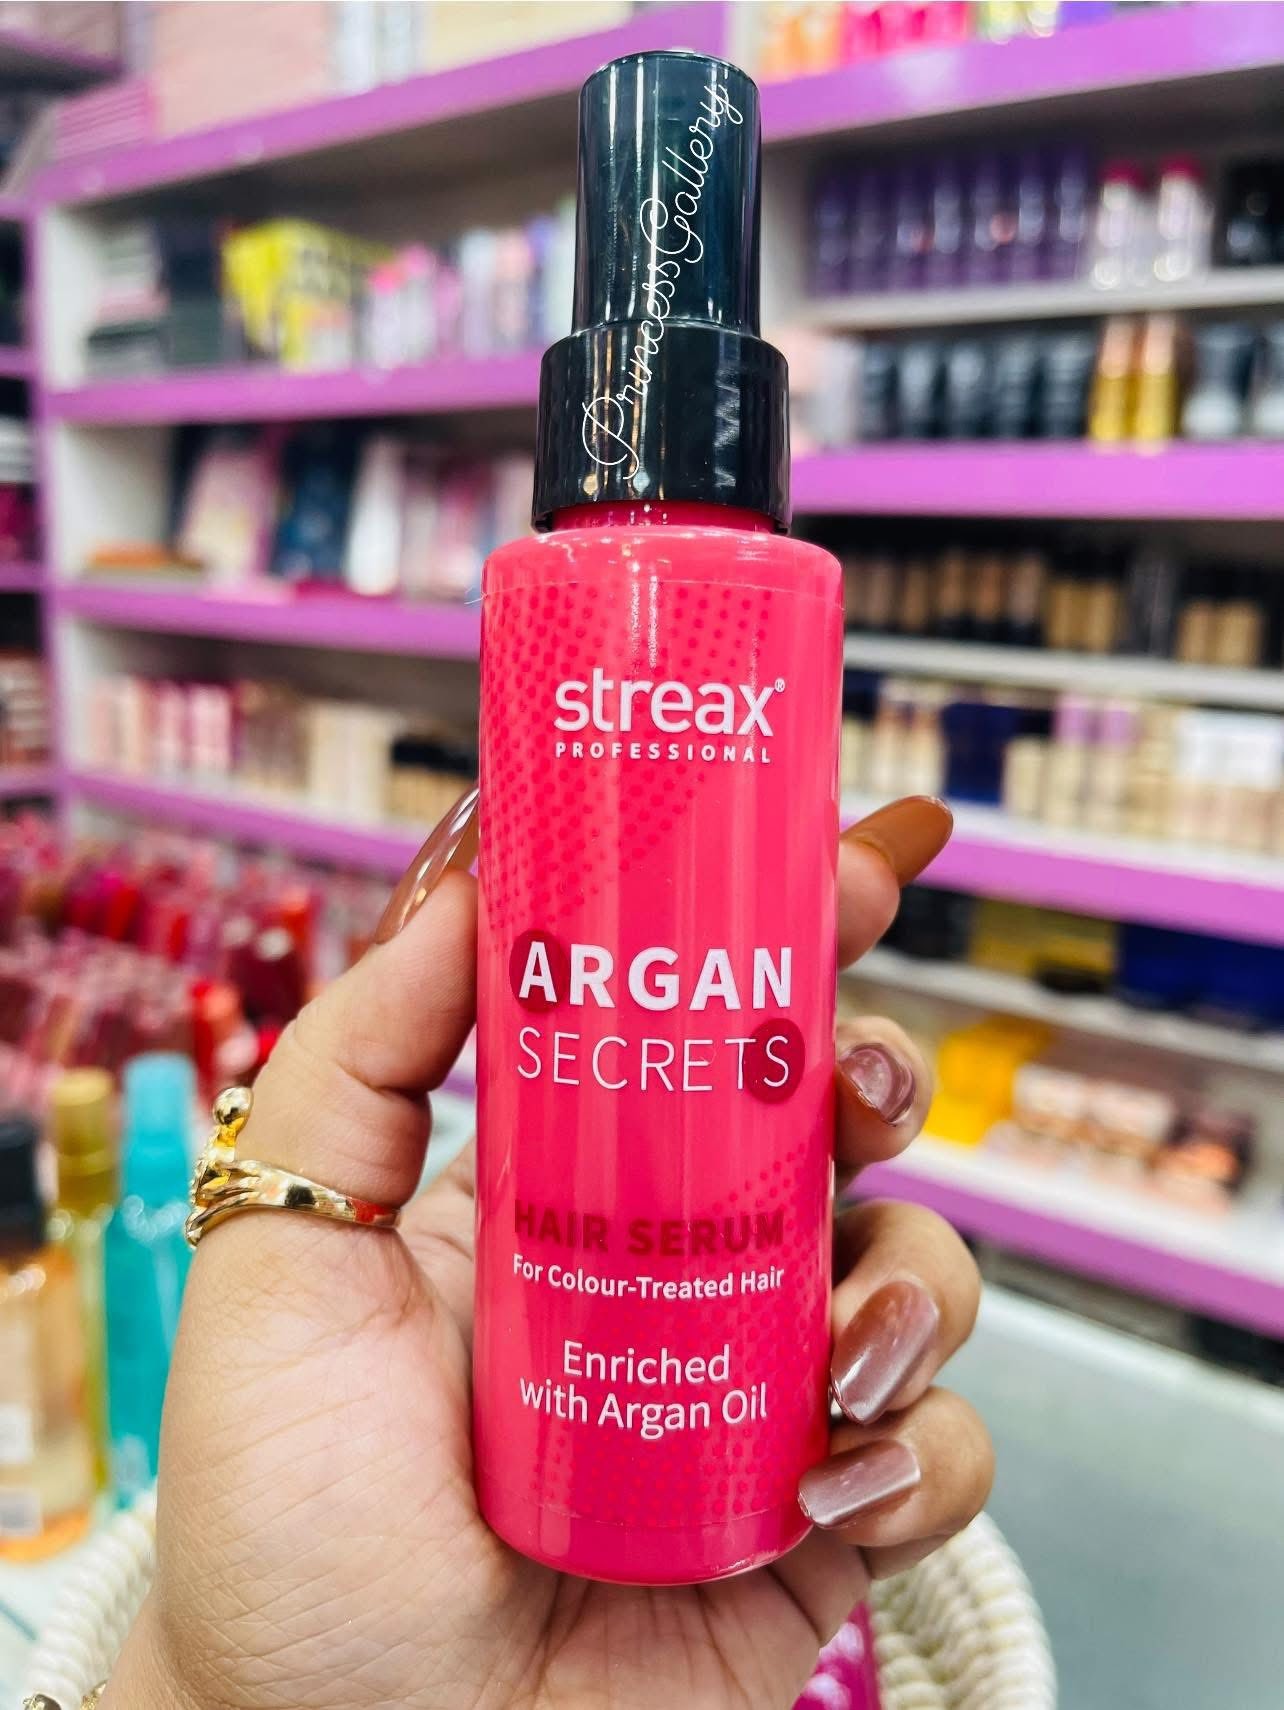 PrincessGallery
streax®
PROFESSIONAL
ARGAN
SECRETS
HAIR SERUM
For Colour-Treated Hair
Enriched
with Argan Oil